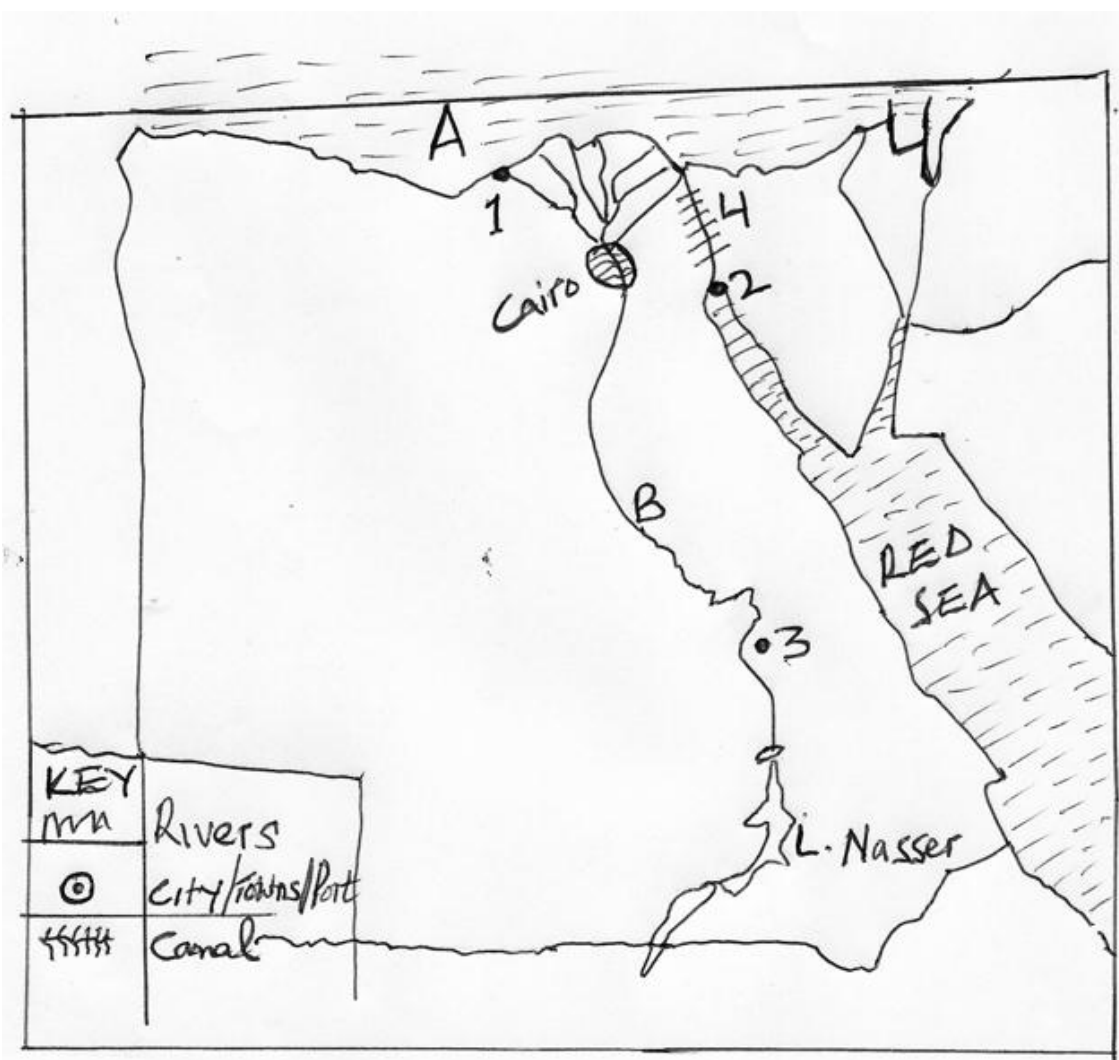 A
4
1
4
Cairo
2
B
RED
SEA
3
KEY
Rivers
L. Nasser
City/Towns/Port
Canal